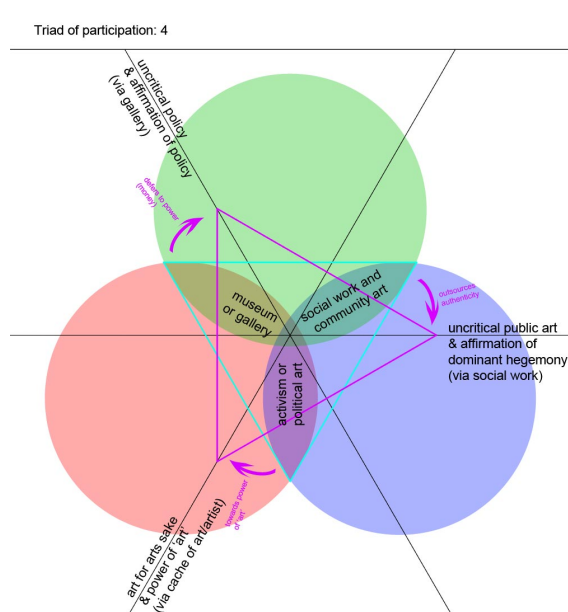 Triad of participation: 4
uncritical policy
& affirmation of policy
(via gallery)
defers to power
(money)
museum
or gallery
social work and
community art
outsources
authenticity
uncritical public art
& affirmation of
dominant hegemony
(via social work)
activism or
political art
towards power
of 'art'
art for arts sake
& power of 'art'
(via cache of art/artist)